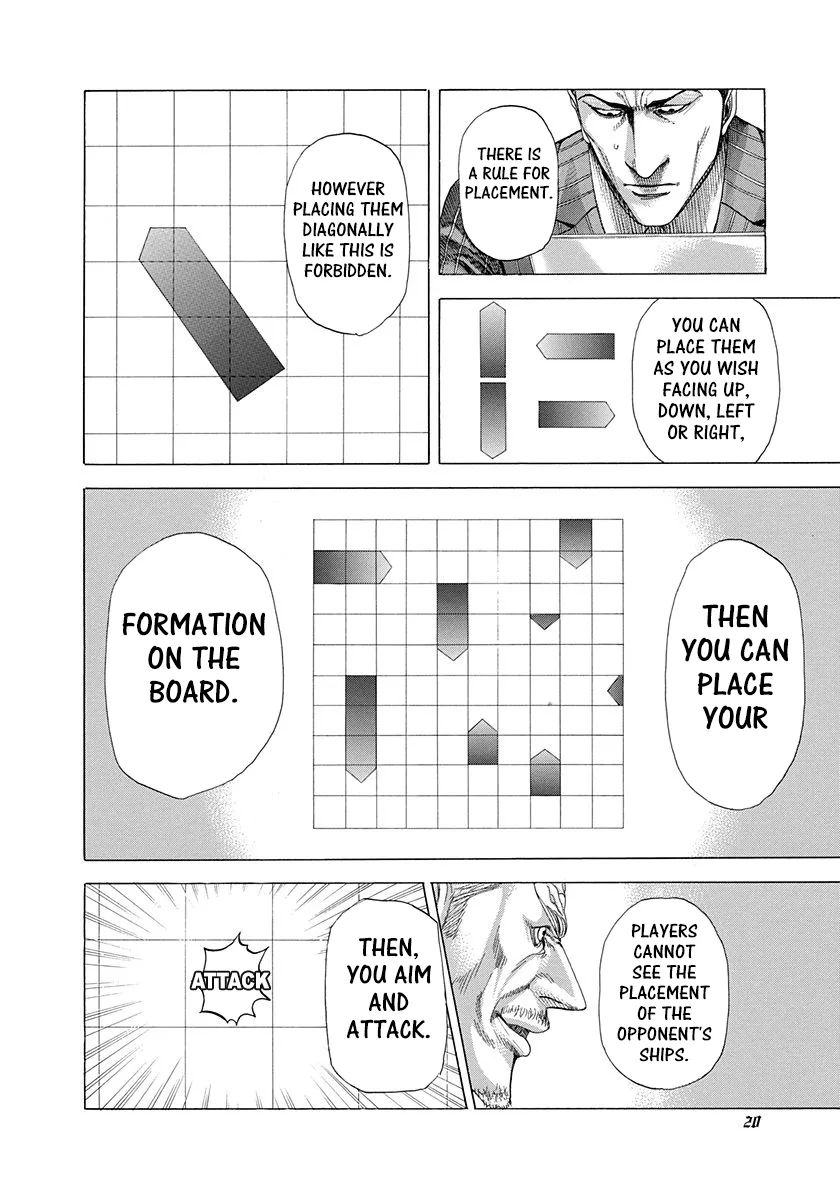 THERE IS
A RULE FOR
PLACEMENT.
HOWEVER
PLACING THEM
DIAGONALLY
LIKE THIS IS
FORBIDDEN.
YOU CAN
PLACE THEM
AS YOU WISH
FACING UP,
DOWN, LEFT
OR RIGHT,
THEN
YOU CAN
PLACE
YOUR
FORMATION
ON THE
BOARD.
PLAYERS
CANNOT
SEE THE
PLACEMENT
OF THE
OPPONENT'S
SHIPS.
THEN,
YOU AIM
AND
ATTACK.
ATTACK
20